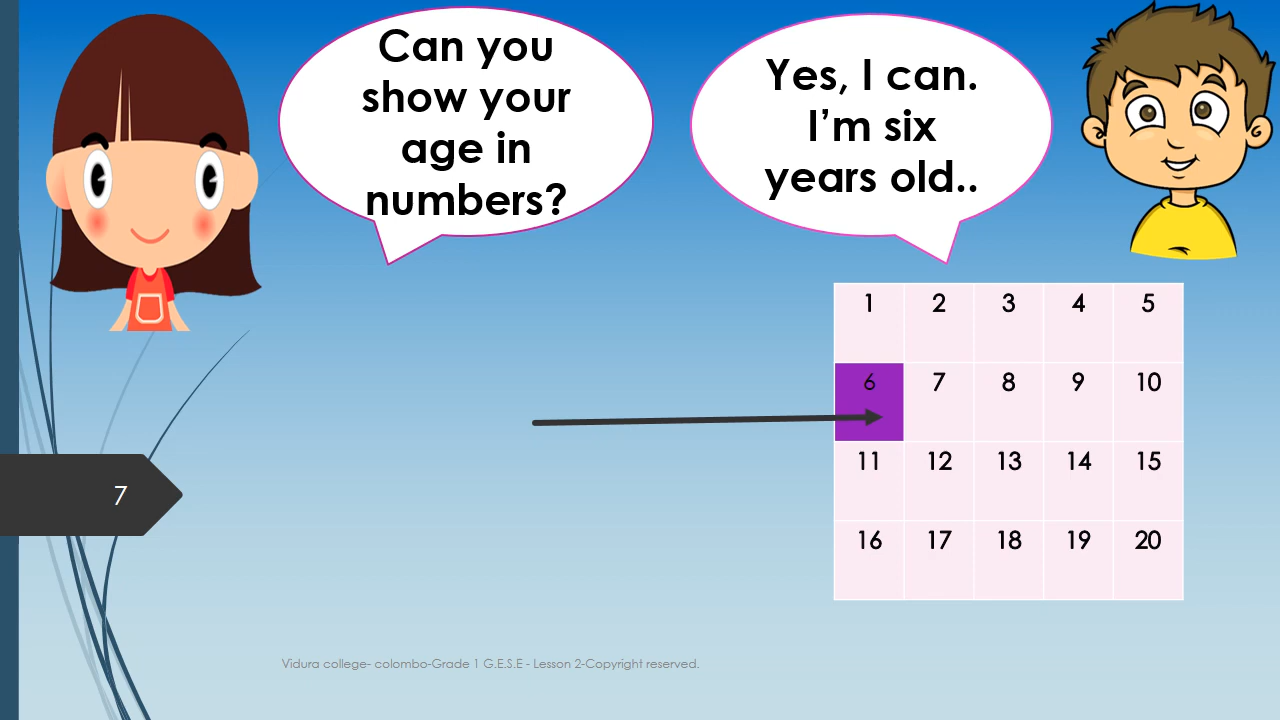 Can you
show your
age in
numbers?
Yes, I can.
I’m six
years old..
1 2 3 4 5
6 7 8 9 10
11 12 13 14 15
16 17 18 19 20
7
Vidura college- colombo-Grade 1 G.E.S.E - Lesson 2-Copyright reserved.